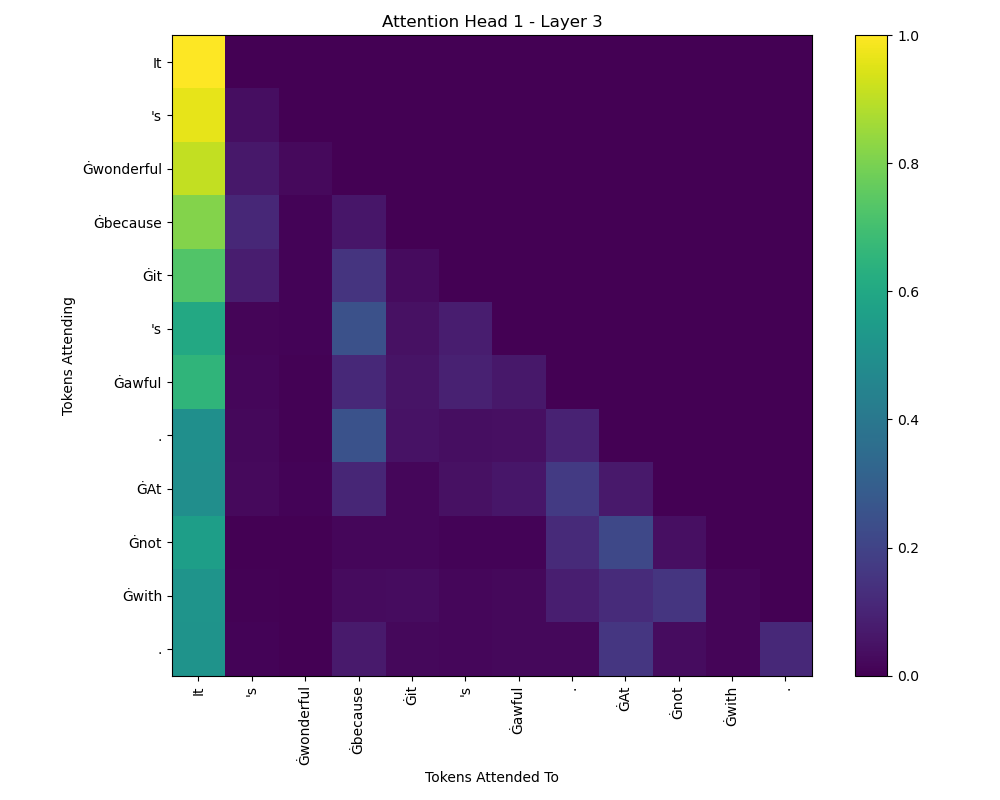 Attention Head 1 - Layer 3
It
's
Ġwonderful
Ġbecause
Ġit
's
Ġawful
.
ĠAt
Ġnot
Ġwith
.
Tokens Attending
It
's
Ġwonderful
Ġbecause
Ġit
's
Ġawful
.
ĠAt
Ġnot
Ġwith
.
Tokens Attended To
1.0
0.8
0.6
0.4
0.2
0.0